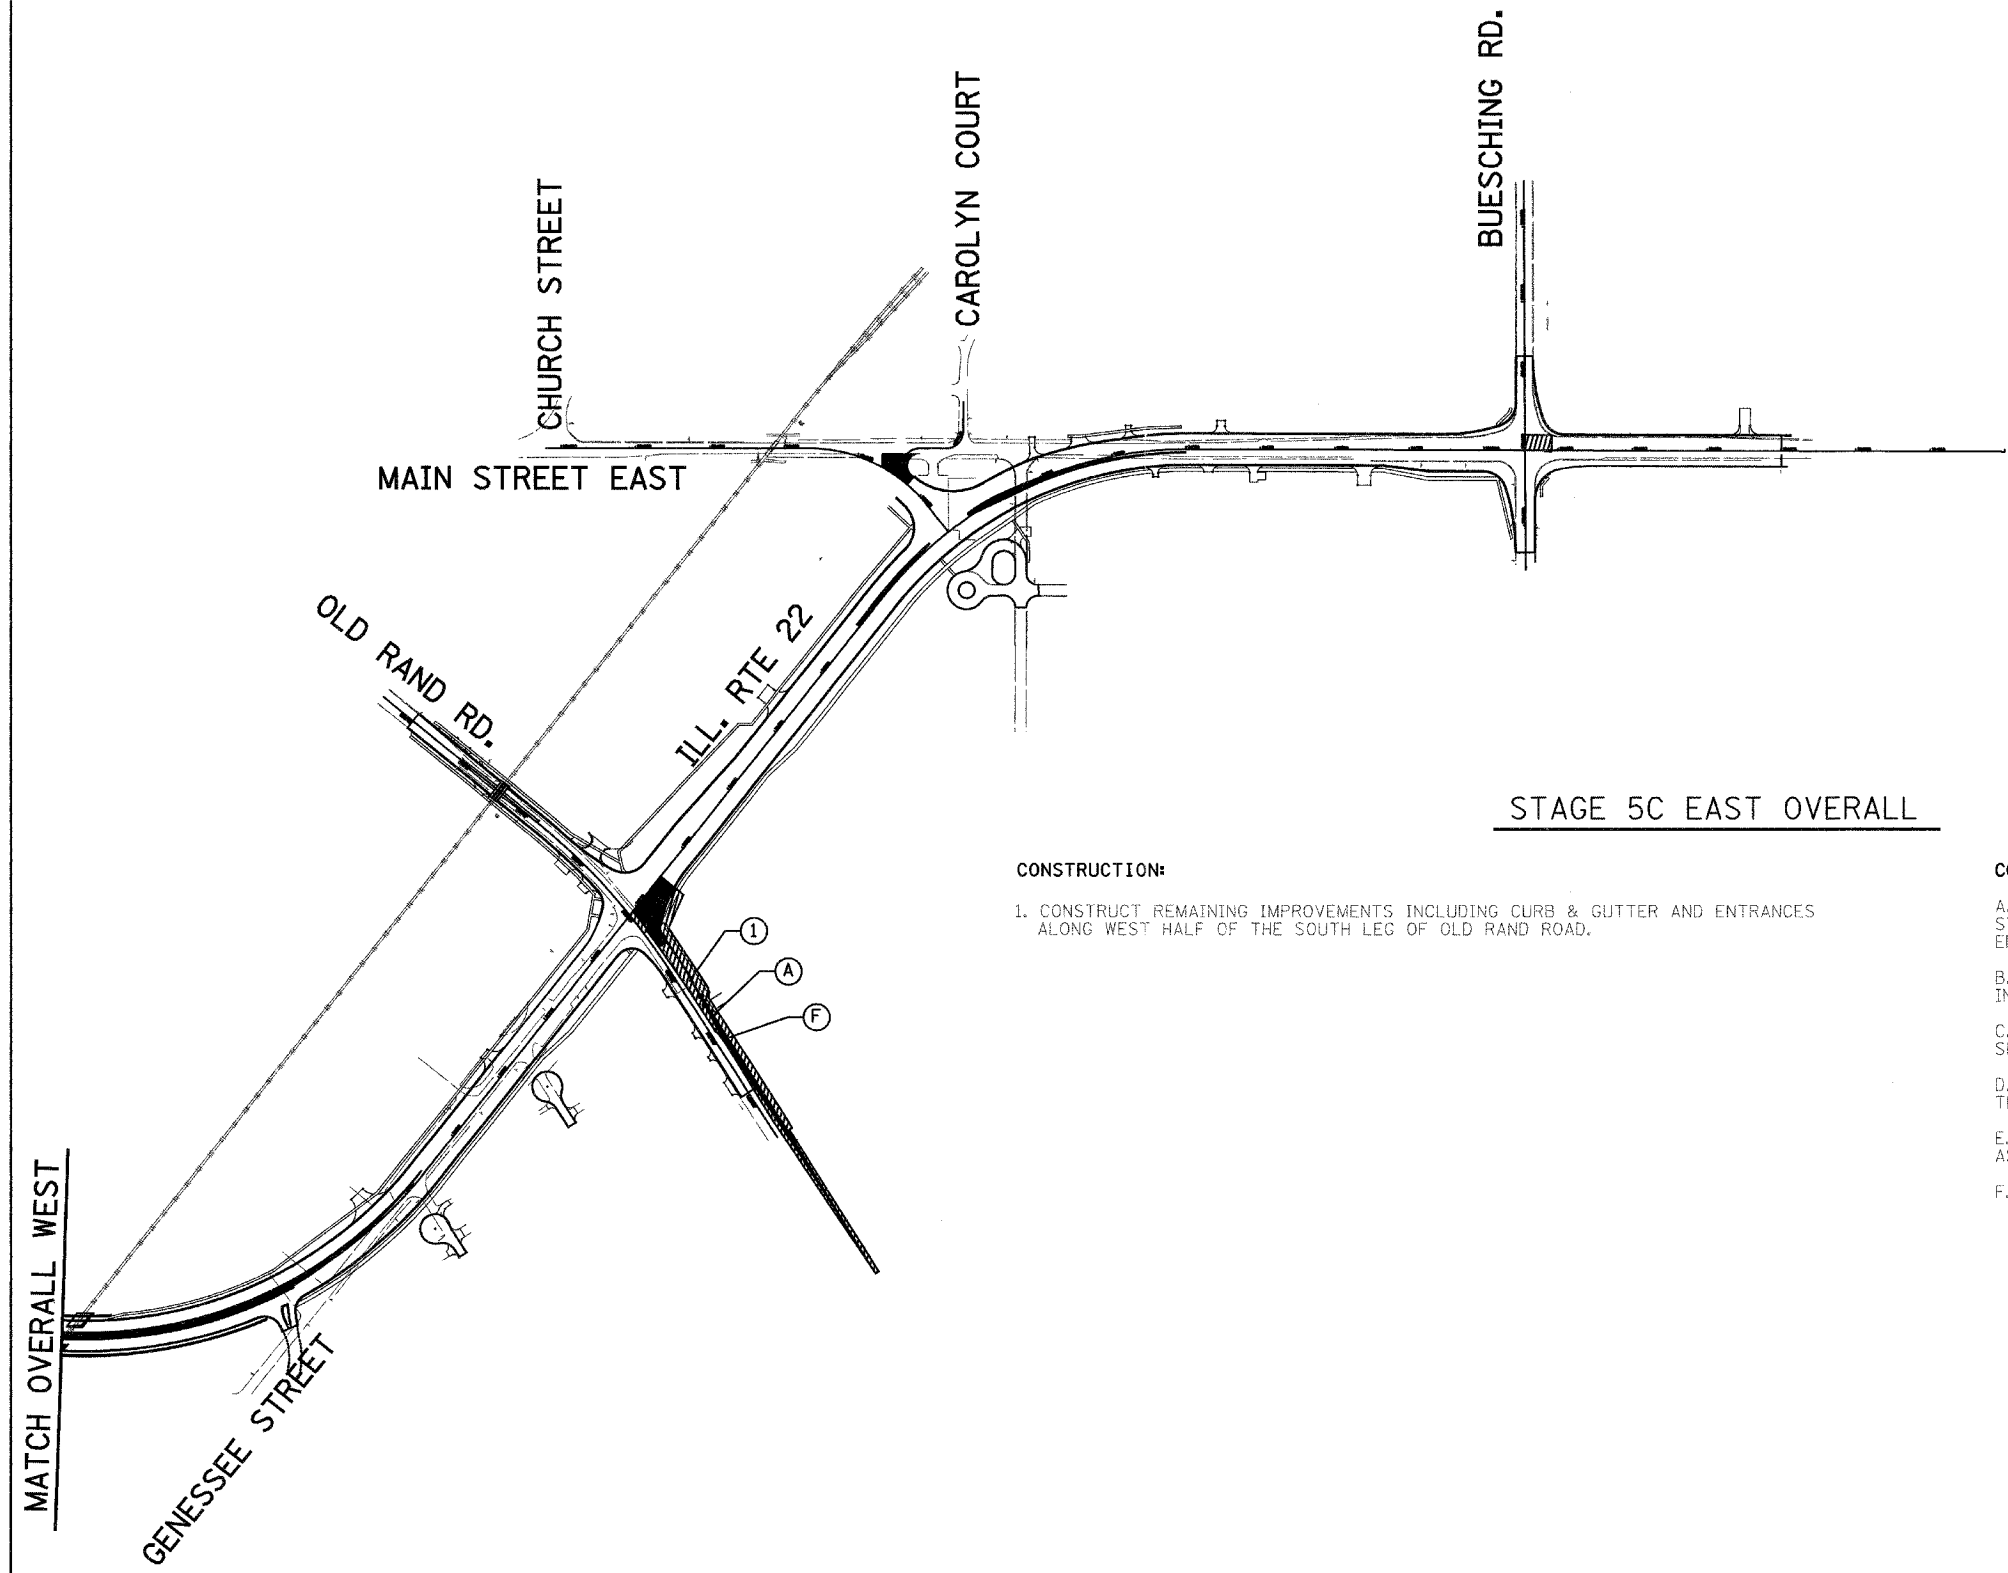 BUESCHING RD.
CAROLYN COURT
CHURCH STREET
MAIN STREET EAST
OLD RAND RD.
ILL. RTE 22
STAGE 5C EAST OVERALL
CONSTRUCTION:
1. CONSTRUCT REMAINING IMPROVEMENTS INCLUDING CURB & GUTTER AND ENTRANCES
ALONG WEST HALF OF THE SOUTH LEG OF OLD RAND ROAD.
1
A
F
A.
B.
IN
C.
D.
E.
F.
MATCH OVERALL WEST
GENESSEE STREET